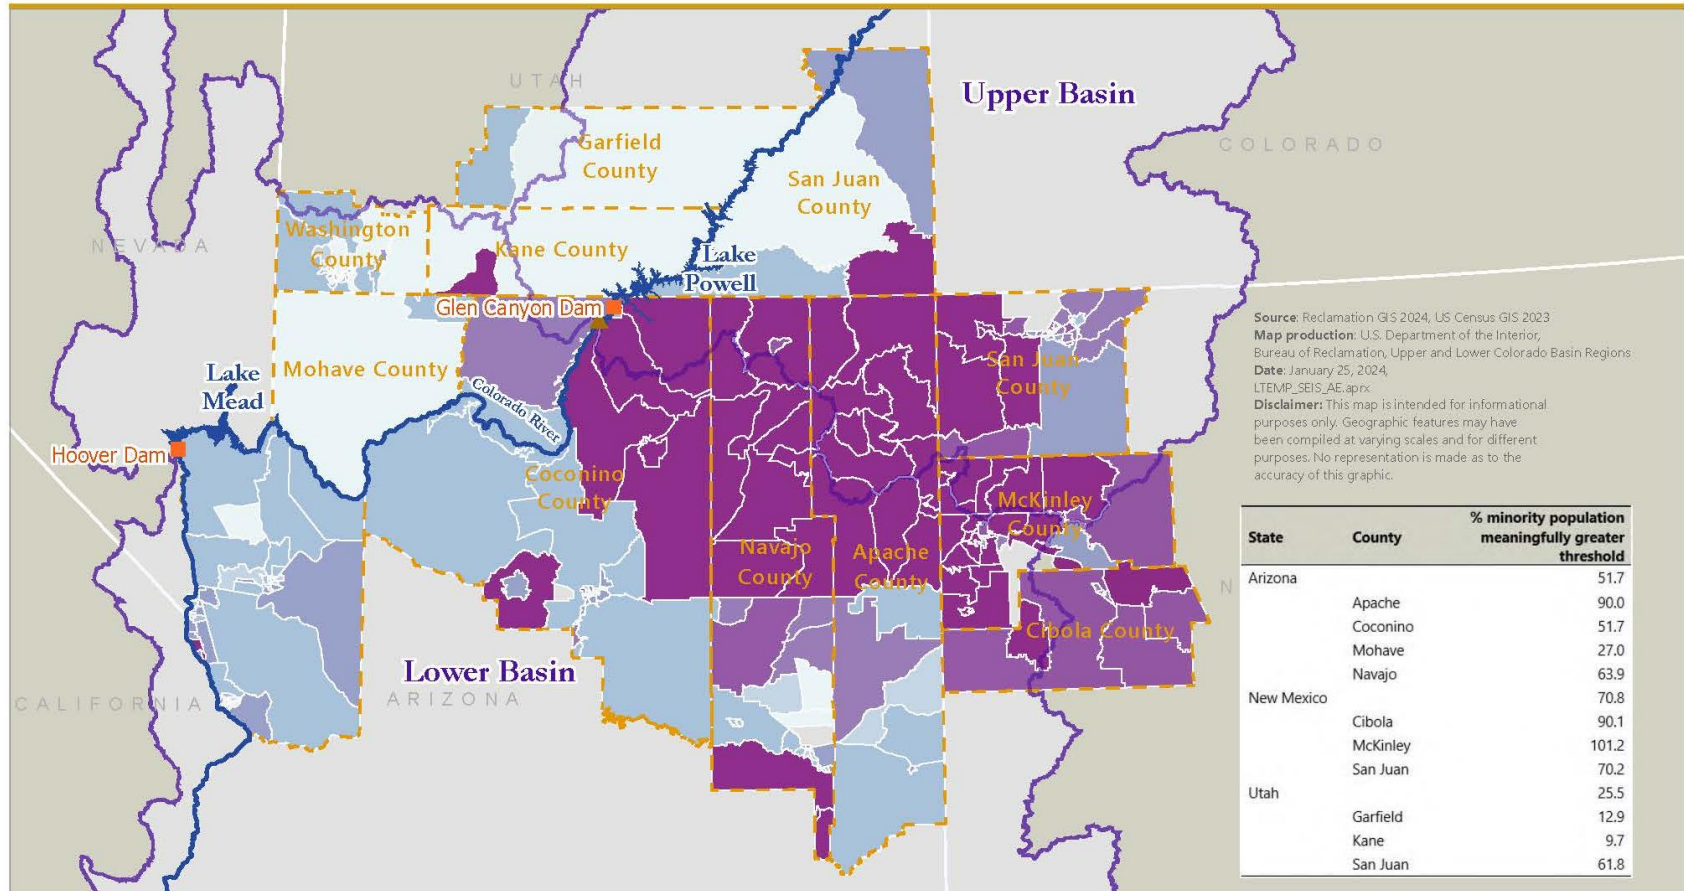 UTAH
Upper Basin
COLORADO
Garfield
County
San Juan
County
Washington
County
NEVADA
Kane County
Lake
Powell
Glen Canyon Dam
Mohave County
Lake
Mead
Colorado River
San Juan
County
Hoover Dam
Coconino
County
McKinley
County
Navajo
County
Apache
County
Cibola County
Lower Basin
ARIZONA
CALIFORNIA
N
Source: Reclamation GIS 2024, US Census GIS 2023
Map production: U.S. Department of the Interior,
Bureau of Reclamation, Upper and Lower Colorado Basin Regions
Date: January 25, 2024,
LTEMP_SEIS_AE.aprx
Disclaimer: This map is intended for informational
purposes only. Geographic features may have
been compiled at varying scales and for different
purposes. No representation is made as to the
accuracy of this graphic.
State County % minority population meaningfully greater threshold
Arizona 51.7
Apache 90.0
Coconino 51.7
Mohave 27.0
Navajo 63.9
New Mexico 70.8
Cibola 90.1
McKinley 101.2
San Juan 70.2
Utah 25.5
Garfield 12.9
Kane 9.7
San Juan 61.8